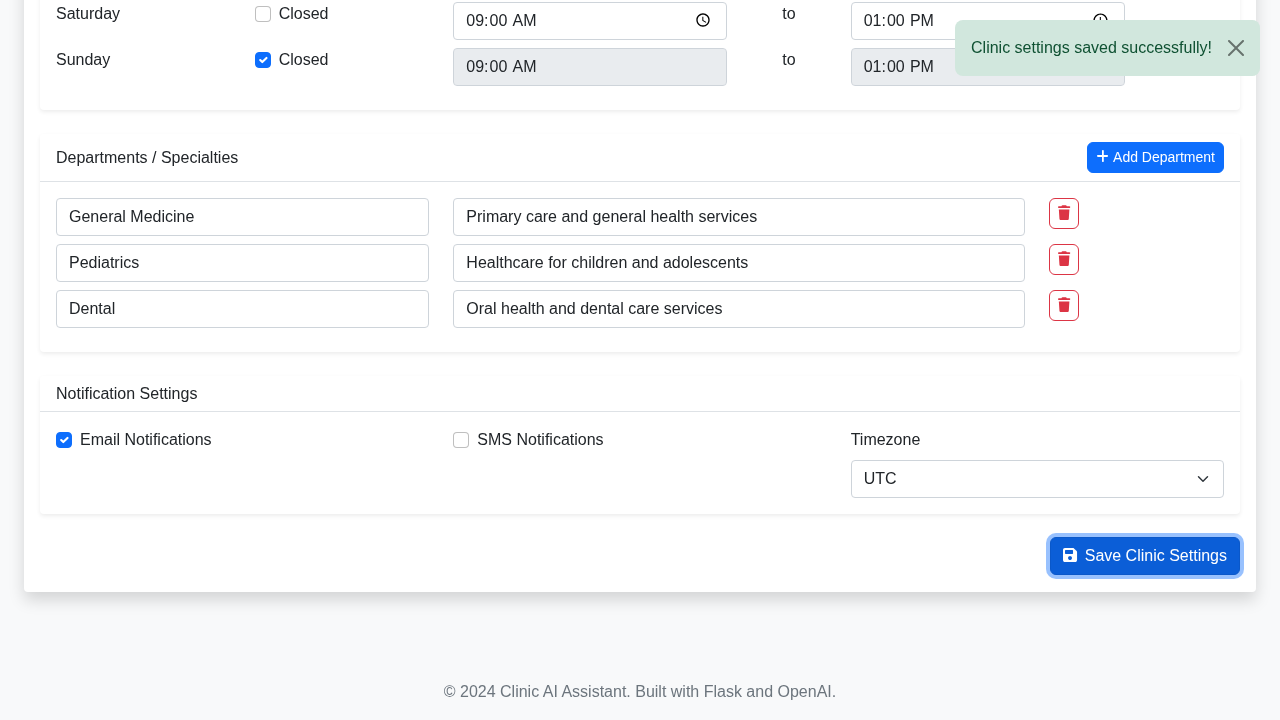 Saturday Closed 09:00 AM to 01:00 PM
Clinic settings saved successfully!
Sunday Closed 09:00 AM to 01:00 PM
Departments / Specialties Add Department
General Medicine Primary care and general health services
Pediatrics Healthcare for children and adolescents
Dental Oral health and dental care services
Notification Settings
Email Notifications SMS Notifications Timezone
UTC
Save Clinic Settings
© 2024 Clinic AI Assistant. Built with Flask and OpenAI.